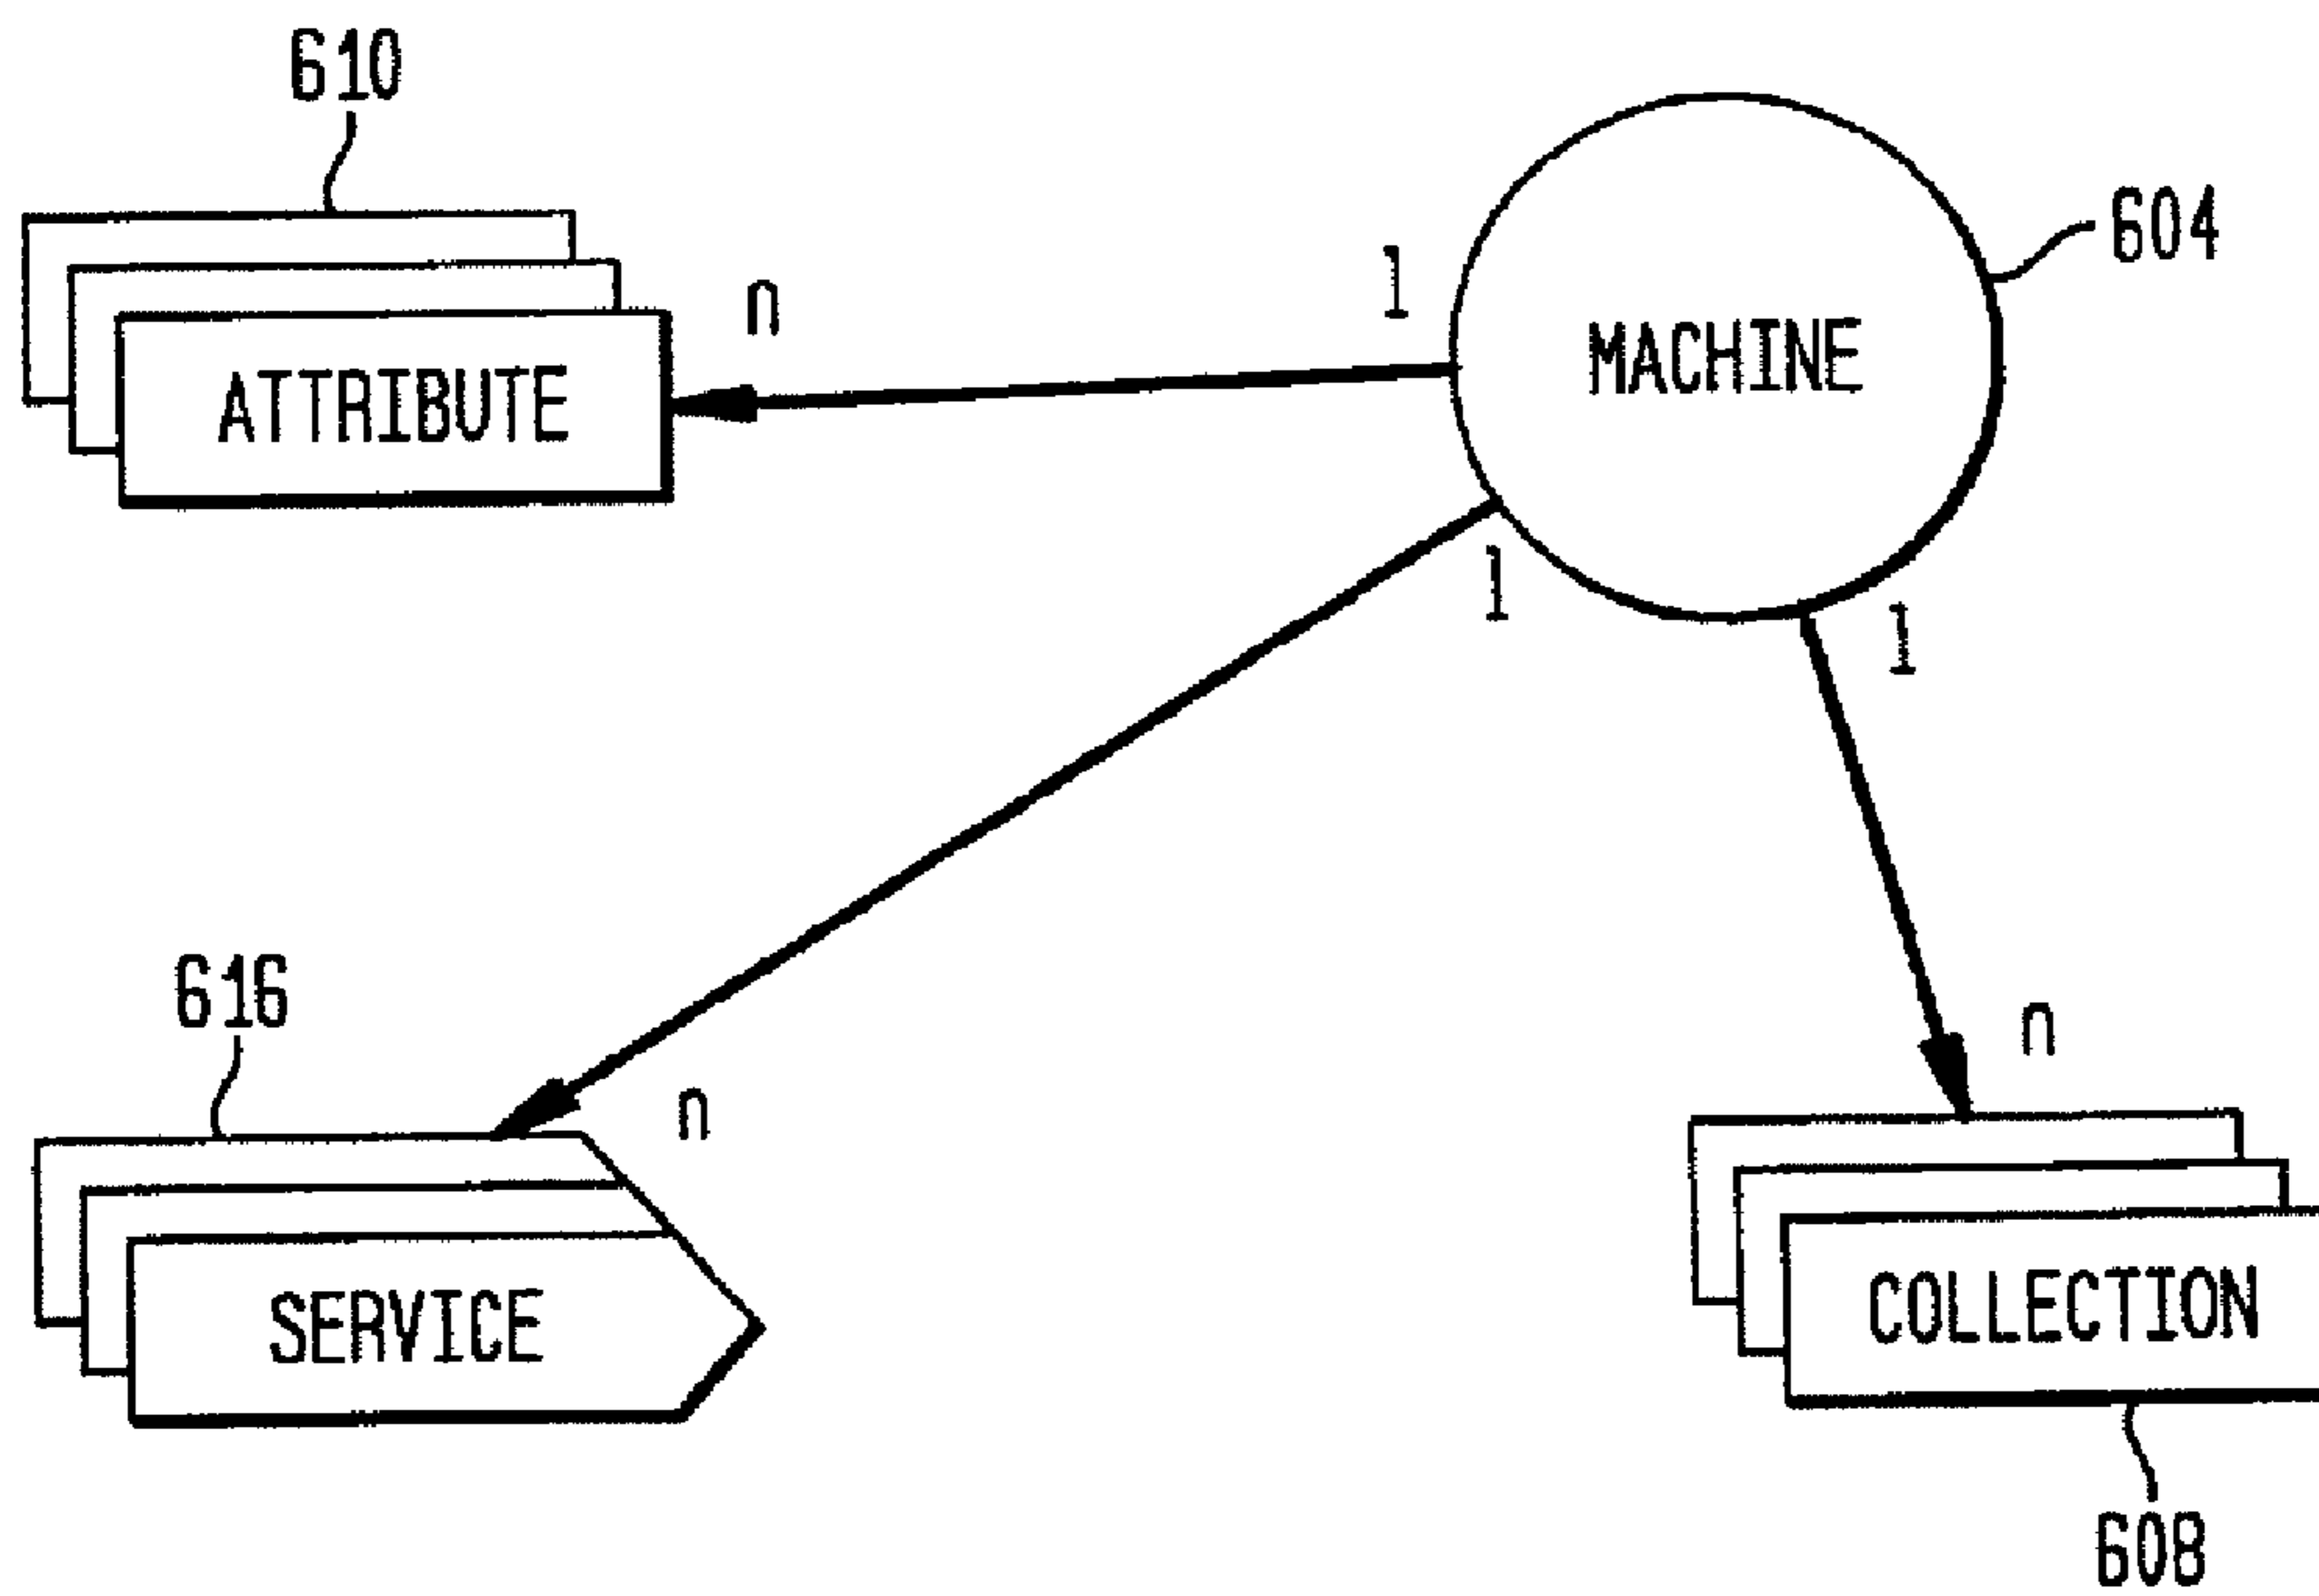 610
604
MACHINE
1
n
ATTRIBUTE
1
1
616
n
n
SERVICE
COLLECTION
608